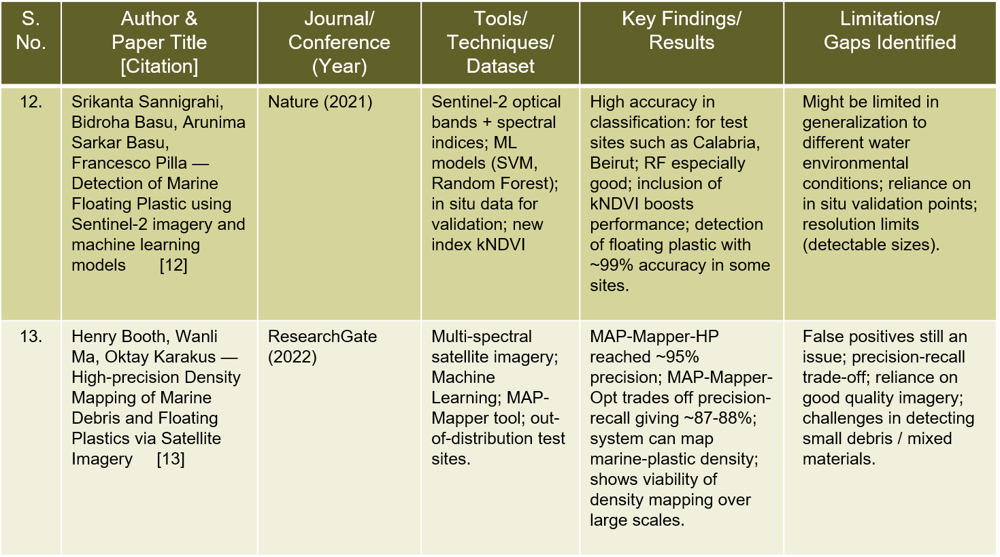 S.
No.
Author &
Paper Title
[Citation]
Journal/
Conference
(Year)
Tools/
Techniques/
Dataset
Key Findings/
Results
Limitations/
Gaps Identified
12.
Srikanta Sannigrahi,
Bidroha Basu, Arunima
Sarkar Basu,
Francesco Pilla —
Detection of Marine
Floating Plastic using
Sentinel-2 imagery and
machine learning
models [12]
Nature (2021)
Sentinel-2 optical
bands + spectral
indices; ML
models (SVM,
Random Forest);
in situ data for
validation; new
index kNDVI
High accuracy in
classification: for test
sites such as Calabria,
Beirut; RF especially
good; inclusion of
kNDVI boosts
performance; detection
of floating plastic with
~99% accuracy in some
sites.
Might be limited in
generalization to
different water
environmental
conditions; reliance on
in situ validation points;
resolution limits
(detectable sizes).
13.
Henry Booth, Wanli
Ma, Oktay Karakus —
High-precision Density
Mapping of Marine
Debris and Floating
Plastics via Satellite
Imagery [13]
ResearchGate
(2022)
Multi-spectral
satellite imagery;
Machine
Learning; MAP-
Mapper tool; out-
of-distribution test
sites.
MAP-Mapper-HP
reached ~95%
precision; MAP-Mapper-
Opt trades off precision-
recall giving ~87-88%;
system can map
marine-plastic density;
shows viability of
density mapping over
large scales.
False positives still an
issue; precision-recall
trade-off; reliance on
good quality imagery;
challenges in detecting
small debris / mixed
materials.